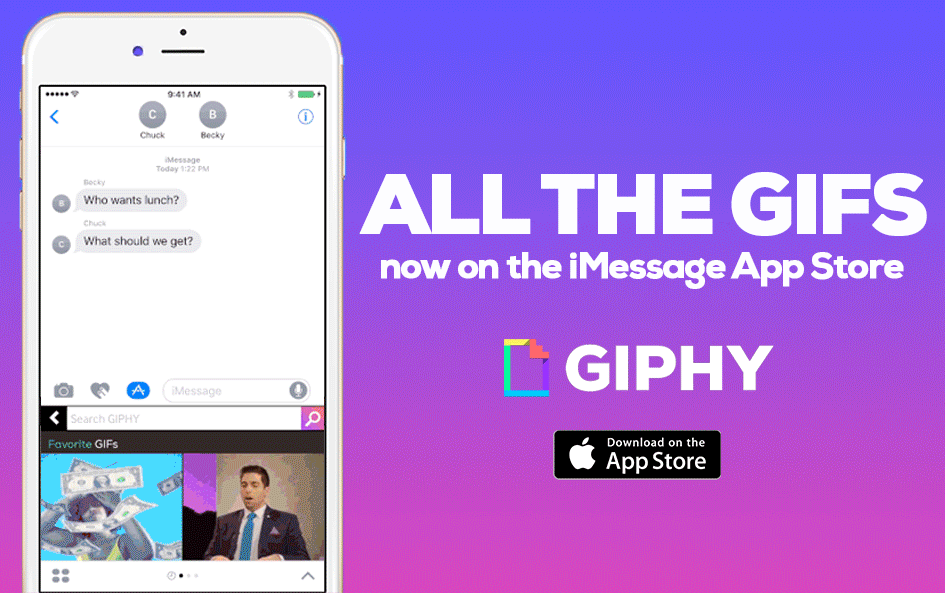 9:41 AM
C
B
Chuck
Becky
iMessage
Today 1:22 PM
Becky
B
Who wants lunch?
Chuck
C
What should we get?
iMessage
Search GIPHY
Favorite GIFs
ALL THE GIFS
now on the iMessage App Store
GIPHY
Download on the
App Store